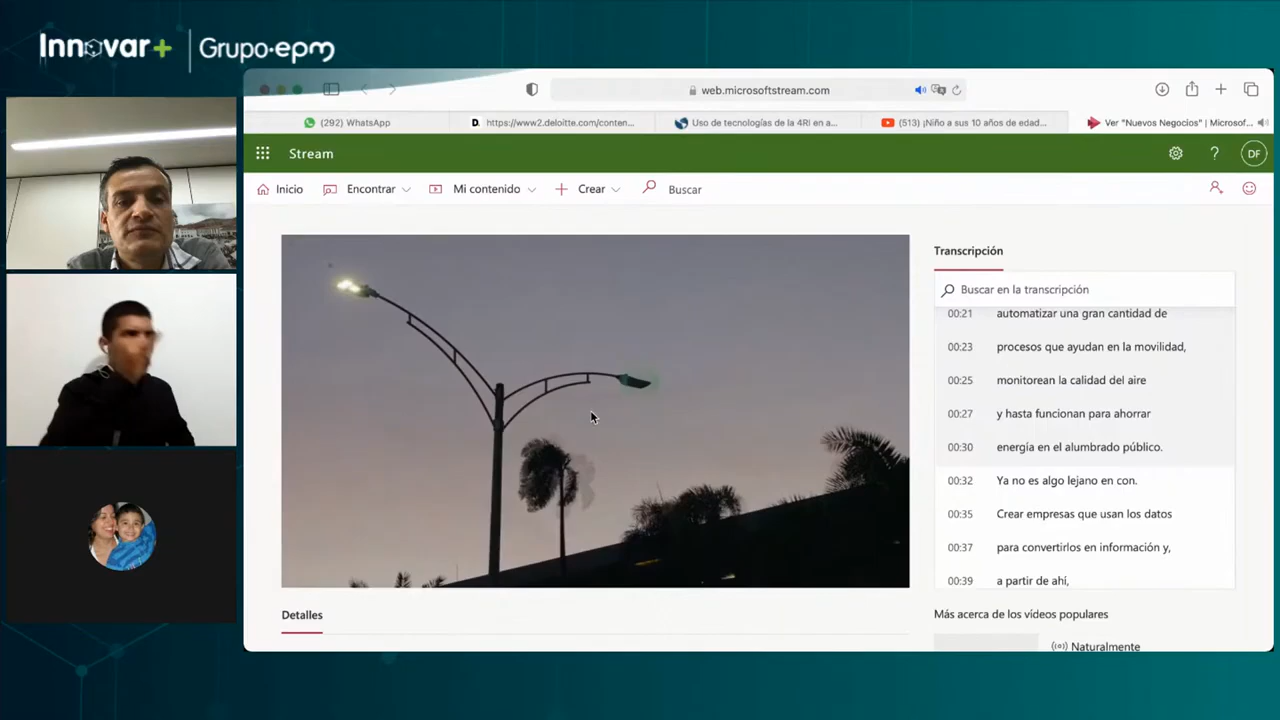 Innovar+
Grupo·epm
web.microsoftstream.com
(292) WhatsApp
D. https://www2.deloitte.com/conten...
Uso de tecnologías de la 4RI en a...
(513) ¡Niño a sus 10 años de edad...
Ver "Nuevos Negocios" | Microsof...
Stream
? DF
Inicio
Encontrar
Mi contenido
Crear
Buscar
Transcripción
Buscar en la transcripción
00:21 automatizar una gran cantidad de
00:23 procesos que ayudan en la movilidad,
00:25 monitorean la calidad del aire
00:27 y hasta funcionan para ahorrar
00:30 energía en el alumbrado público.
00:32 Ya no es algo lejano en con.
00:35 Crear empresas que usan los datos
00:37 para convertirlos en información y,
00:39 a partir de ahí,
Detalles
Más acerca de los vídeos populares
Naturalmente